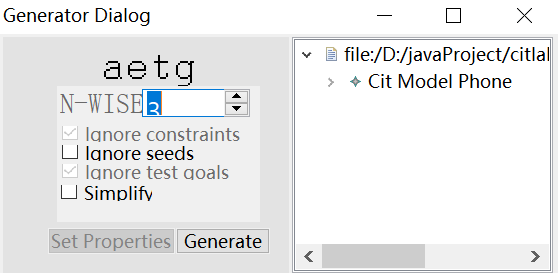 Generator Dialog
aetg
N-WISE 3
Ignore constraints
Ignore seeds
Ignore test goals
Simplify
Set Properties Generate
file:/D:/javaProject/citlal
Cit Model Phone